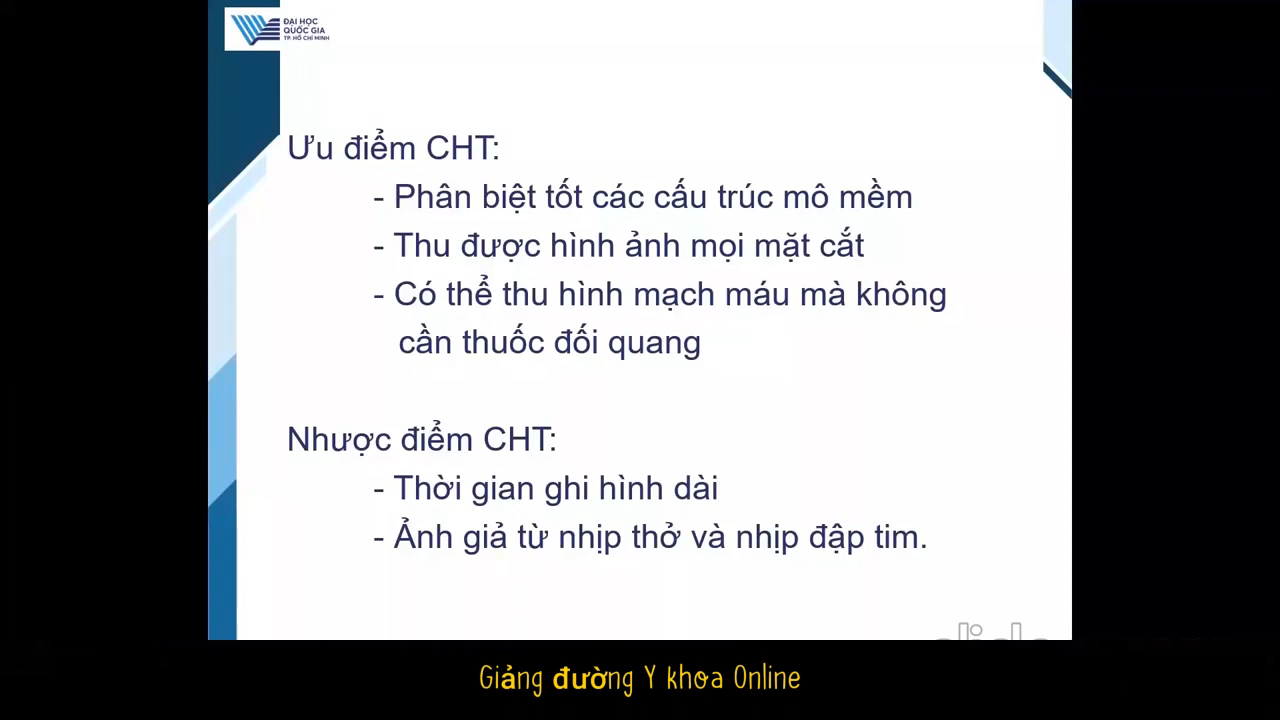 ĐẠI HỌC
QUỐC GIA
TP. HỒ CHÍ MINH
Ưu điểm CHT:
- Phân biệt tốt các cấu trúc mô mềm
- Thu được hình ảnh mọi mặt cắt
- Có thể thu hình mạch máu mà không
cần thuốc đối quang
Nhược điểm CHT:
- Thời gian ghi hình dài
- Ảnh giả từ nhịp thở và nhịp đập tim.
Giảng đường Y khoa Online